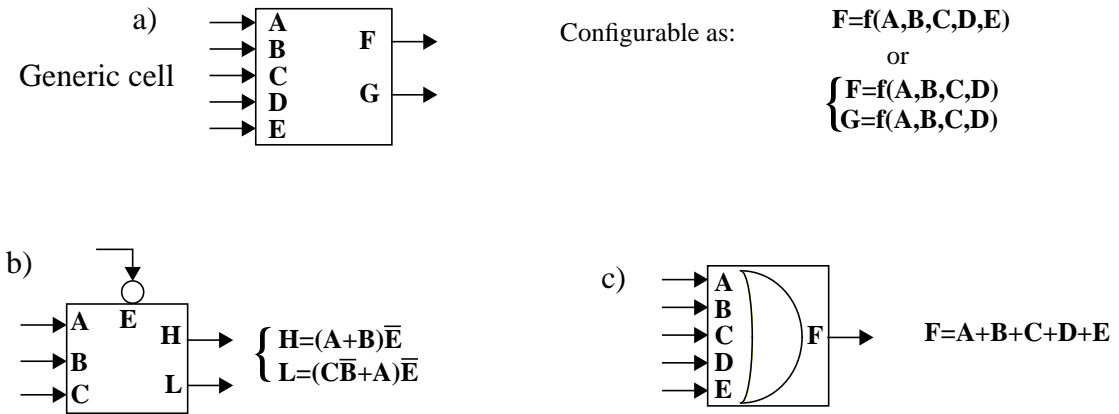 a)
Generic cell
A
B
C
D
E
F
G
Configurable as:
F=f(A,B,C,D,E)
or
{ F=f(A,B,C,D)
G=f(A,B,C,D)
b)
E
A
B
C
H
L
{ H=(A+B)E̅
L=(CB̅+A)E̅
c)
A
B
C
D
E
F
F=A+B+C+D+E